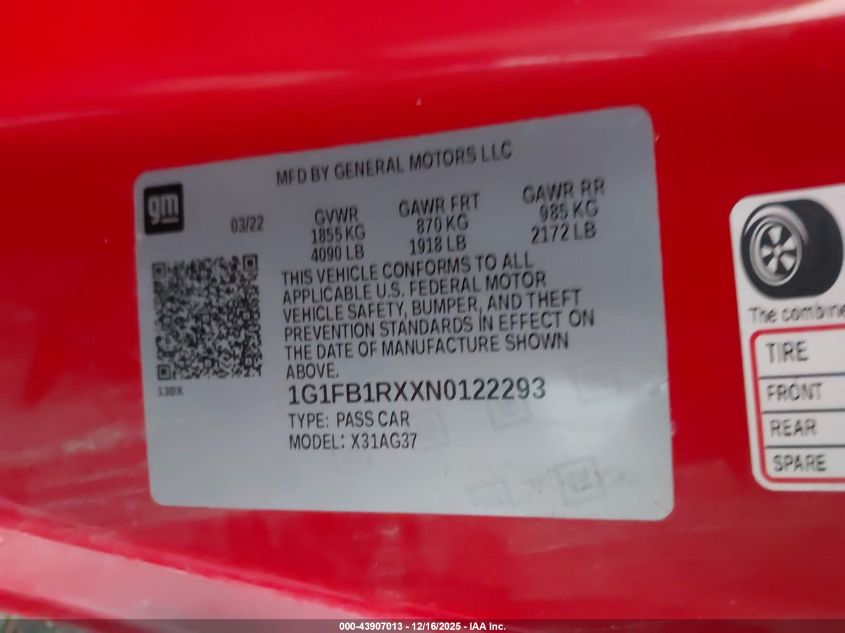 MFD BY GENERAL MOTORS LLC
gm
03/22
GVWR
1855 KG
4090 LB
GAWR FRT
870 KG
1918 LB
GAWR RR
985 KG
2172 LB
THIS VEHICLE CONFORMS TO ALL
APPLICABLE U.S. FEDERAL MOTOR
VEHICLE SAFETY, BUMPER, AND THEFT
PREVENTION STANDARDS IN EFFECT ON
THE DATE OF MANUFACTURE SHOWN
ABOVE.
130X
1G1FB1RXXN0122293
TYPE: PASS CAR
MODEL: X31AG37
The combine
TIRE
FRONT
REAR
SPARE
000-43907013 - 12/16/2025 - IAA Inc.